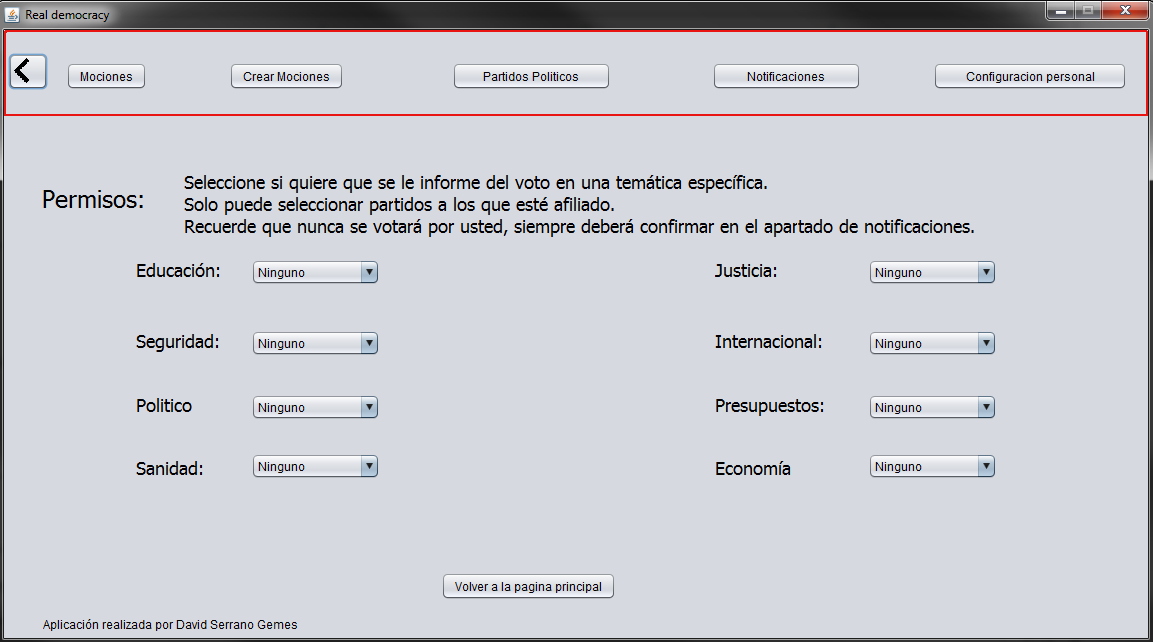 Real democracy
Mociones
Crear Mociones
Partidos Politicos
Notificaciones
Configuracion personal
Permisos:
Seleccione si quiere que se le informe del voto en una temática específica.
Solo puede seleccionar partidos a los que esté afiliado.
Recuerde que nunca se votará por usted, siempre deberá confirmar en el apartado de notificaciones.
Educación: Ninguno
Justicia: Ninguno
Seguridad: Ninguno
Internacional: Ninguno
Politico Ninguno
Presupuestos: Ninguno
Sanidad: Ninguno
Economía Ninguno
Volver a la pagina principal
Aplicación realizada por David Serrano Gemes